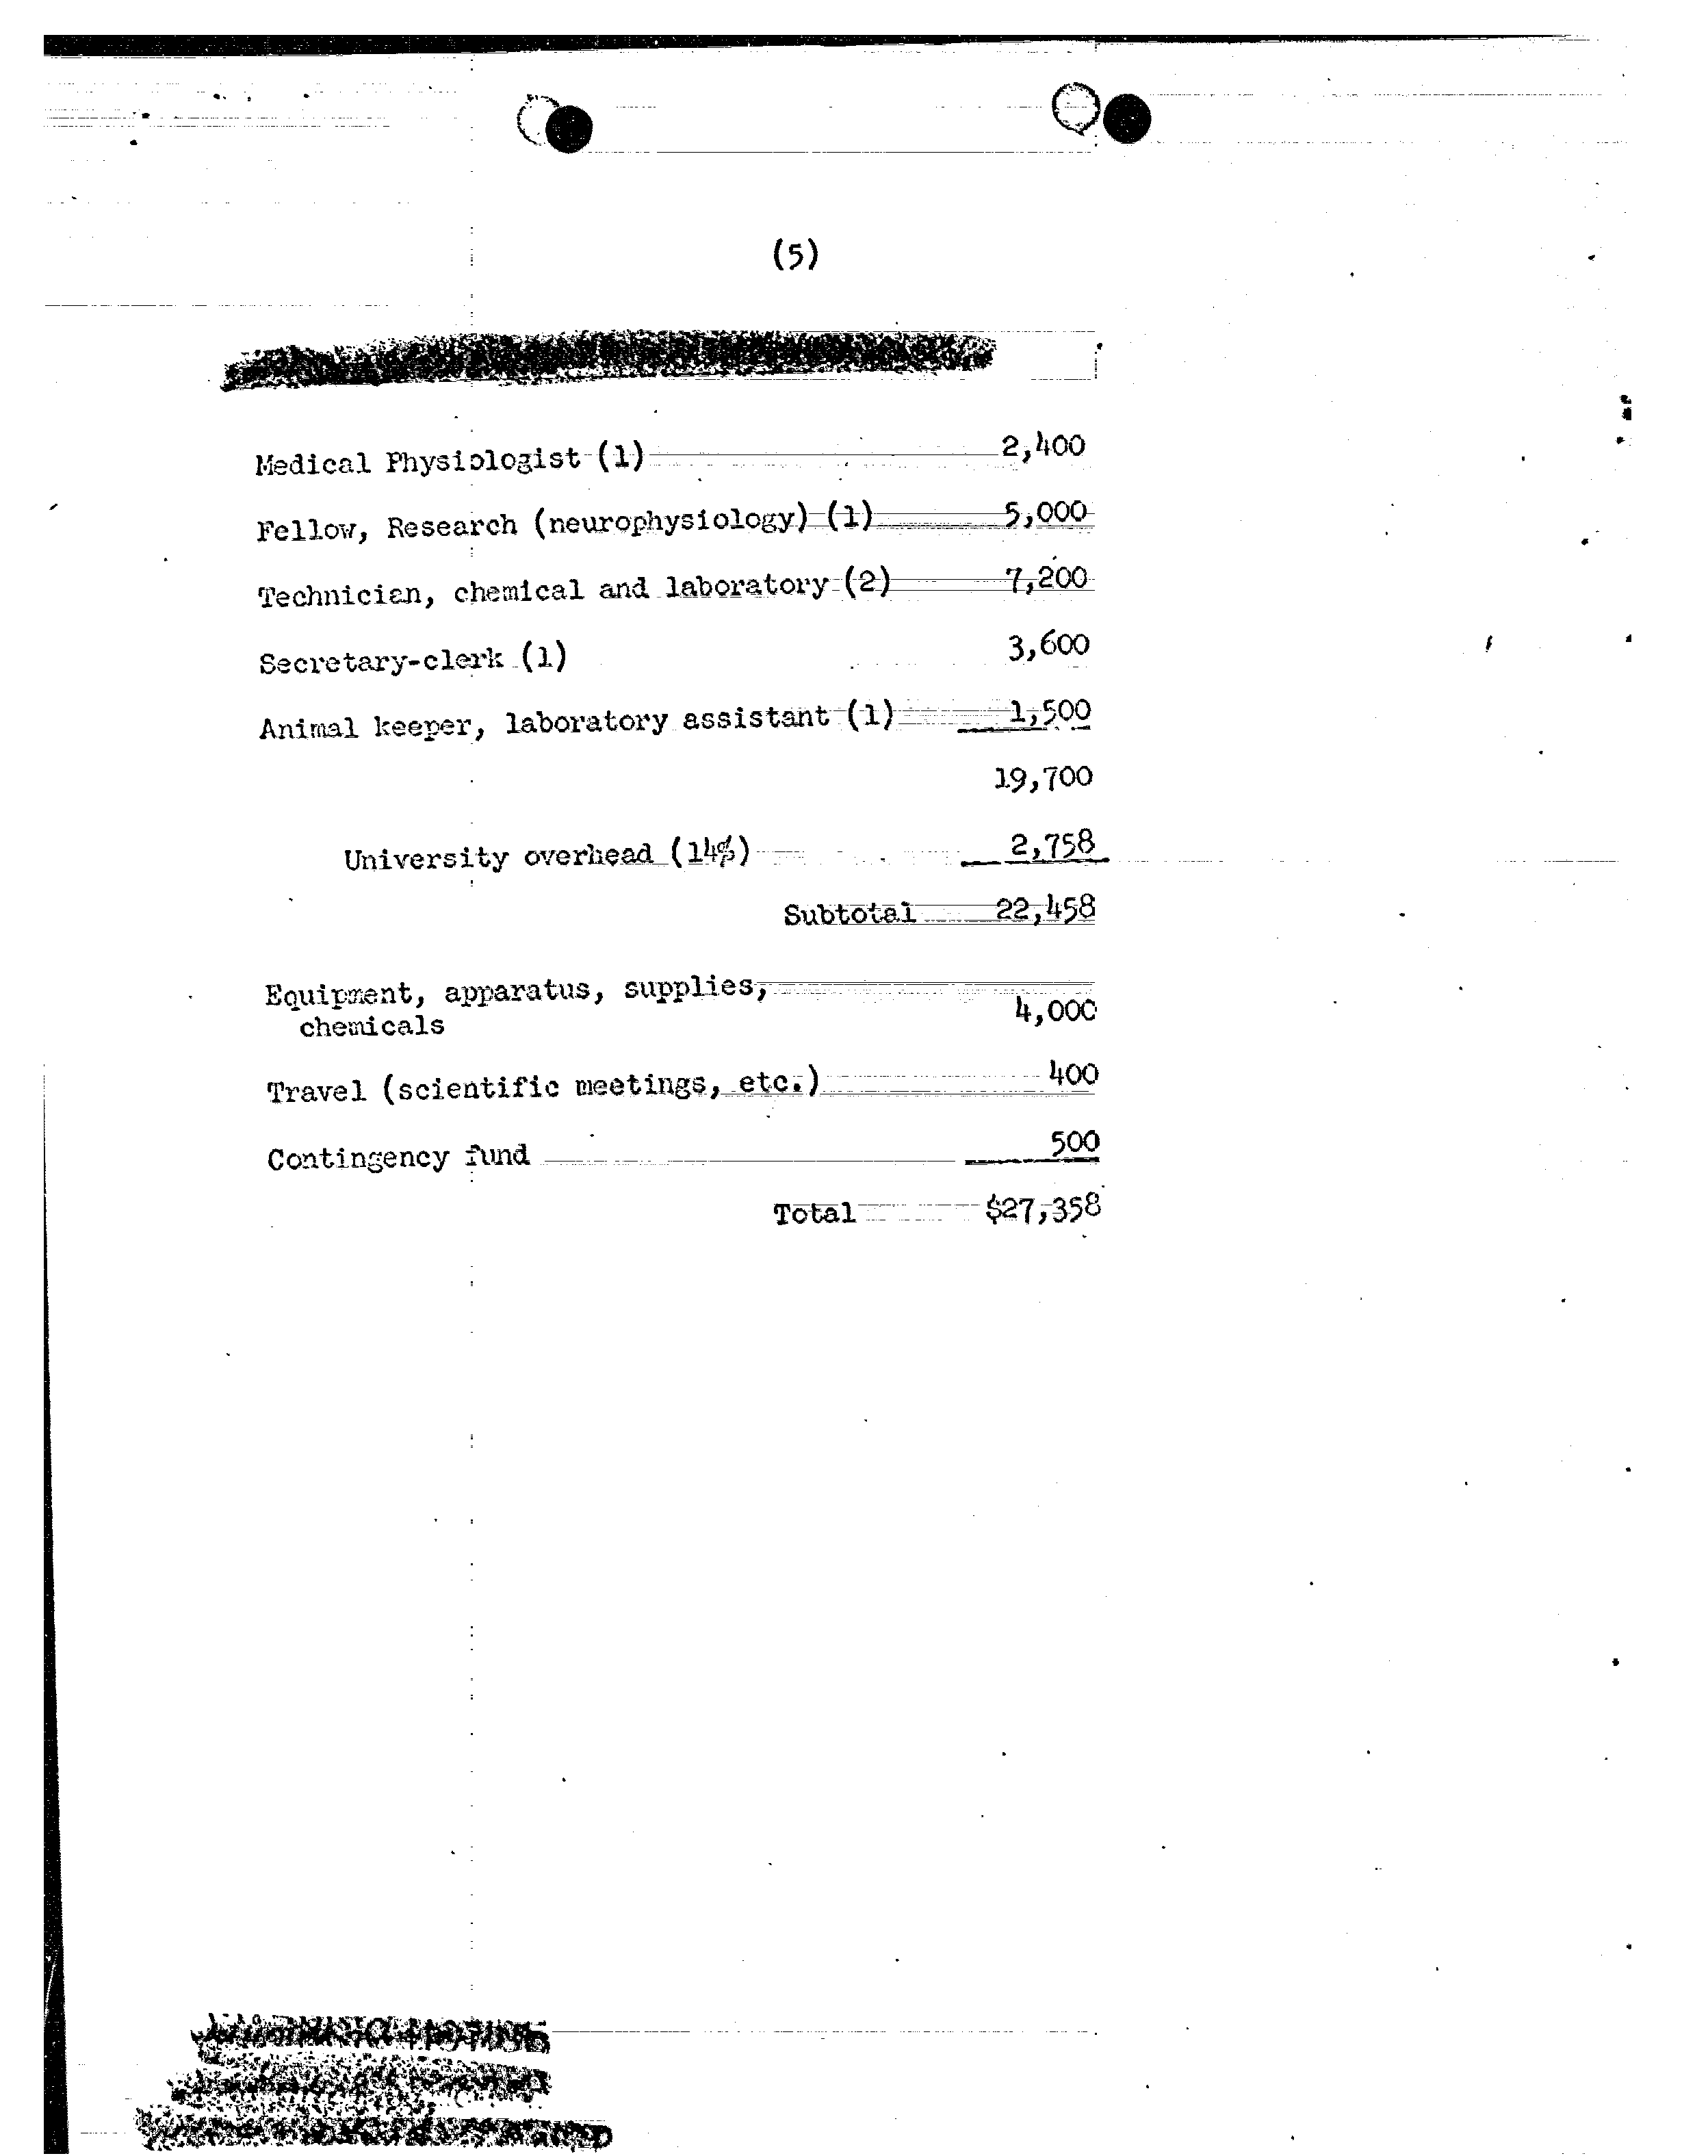 (5)
Medical Physiologist (1) 2,400
Fellow, Research (neurophysiology) (1) 5,000
Technician, chemical and laboratory (2) 7,200
Secretary-clerk (1) 3,600
Animal keeper, laboratory assistant (1) 1,500
19,700
University overhead (14%) 2,758
Subtotal 22,458
Equipment, apparatus, supplies,
chemicals 4,000
Travel (scientific meetings, etc.) 400
Contingency fund 500
Total $27,358